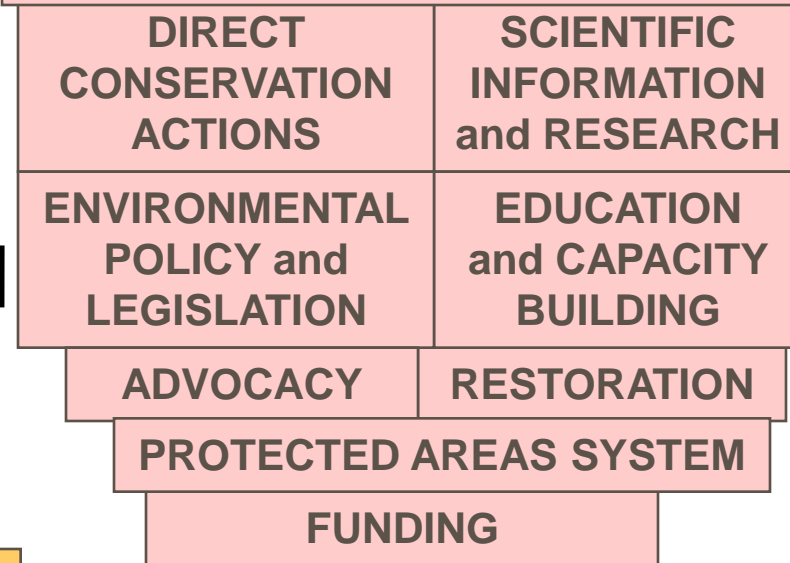 DIRECT
CONSERVATION
ACTIONS
SCIENTIFIC
INFORMATION
and RESEARCH
ENVIRONMENTAL
POLICY and
LEGISLATION
EDUCATION
and CAPACITY
BUILDING
ADVOCACY
RESTORATION
PROTECTED AREAS SYSTEM
FUNDING